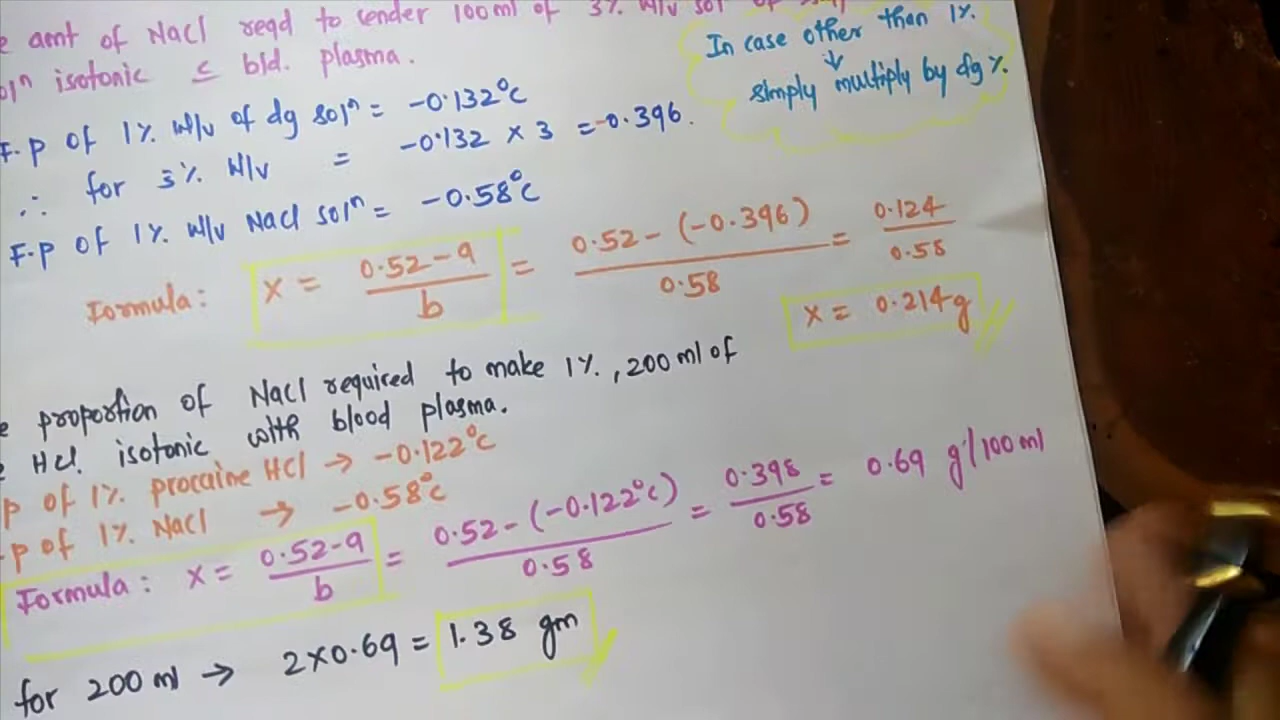 e amt of NaCl reqd to render 100ml of 3% w/v sol of
olⁿ isotonic c̄ bld. plasma.
In case other than 1%
↓
simply multiply by dg %.
F.p of 1% w/v of dg solⁿ = -0.132°C
∴ for 3% w/v = -0.132 × 3 = -0.396.
F.p of 1% w/v NaCl solⁿ = -0.58°C
Formula: x = 0.52-a/b = 0.52-(-0.396)/0.58 = 0.124/0.58
x = 0.214g
e proportion of NaCl required to make 1%, 200 ml of
e HCl isotonic with blood plasma.
p of 1% procaine HCl → -0.122°C
-p of 1% NaCl → -0.58°C
Formula: x = 0.52-a/b = 0.52-(-0.122°C)/0.58 = 0.398/0.58 = 0.69 g/100 ml
for 200 ml → 2×0.69 = 1.38 gm